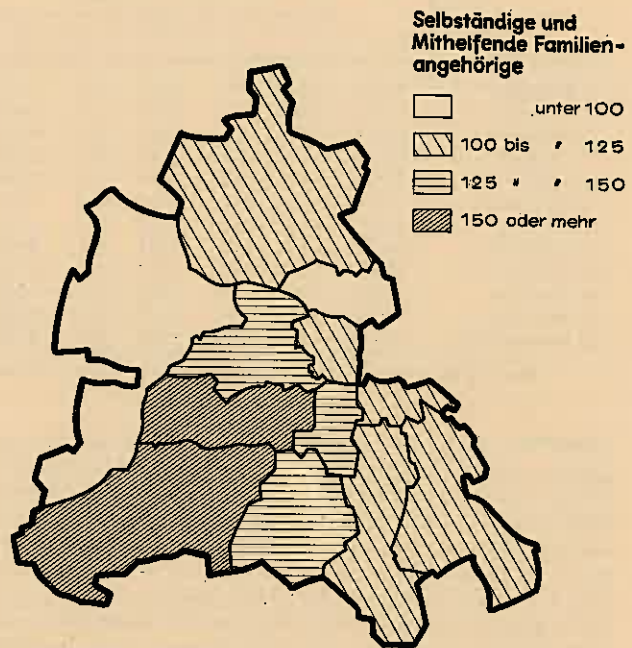 Selbständige und
Mithelfende Familien-
angehörige
unter 100
100 bis " 125
125 " " 150
150 oder mehr